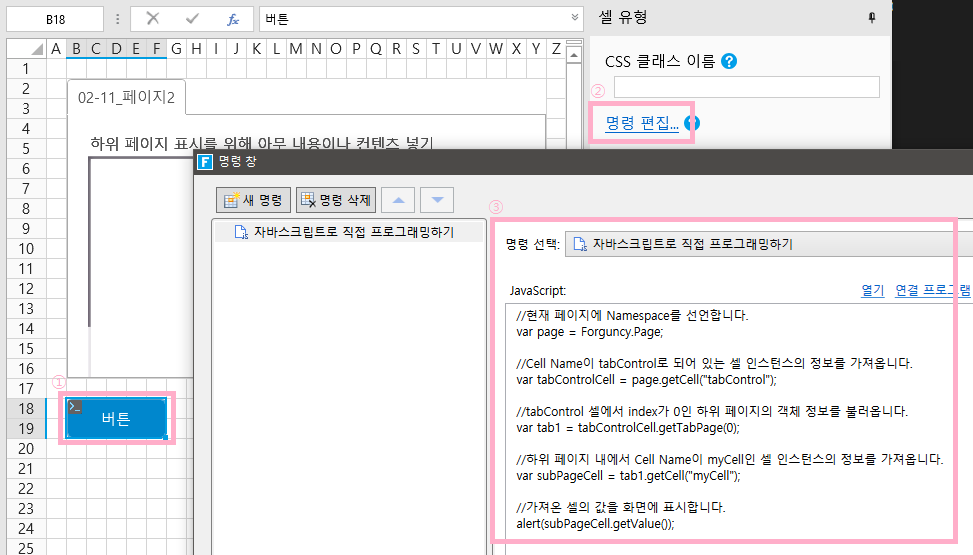 B18
fx
버튼
셀 유형
A B C D E F G H I J K L M N O P Q R S T U V W X Y Z
1
2
3
4
5
6
7
8
9
10
11
12
13
14
15
16
17
18
19
20
21
22
23
24
25
02-11_페이지2
하위 페이지 표시를 위해 아무 내용이나 컨텐츠 넣기
①
버튼
CSS 클래스 이름 ?
②
명령 편집... ?
F 명령 창
새 명령
명령 삭제
자바스크립트로 직접 프로그래밍하기
③
명령 선택: 자바스크립트로 직접 프로그래밍하기
JavaScript: 열기 연결 프로그램
//현재 페이지에 Namespace를 선언합니다.
var page = Forguncy.Page;
//Cell Name이 tabControl로 되어 있는 셀 인스턴스의 정보를 가져옵니다.
var tabControlCell = page.getCell("tabControl");
//tabControl 셀에서 index가 0인 하위 페이지의 객체 정보를 불러옵니다.
var tab1 = tabControlCell.getTabPage(0);
//하위 페이지 내에서 Cell Name이 myCell인 셀 인스턴스의 정보를 가져옵니다.
var subPageCell = tab1.getCell("myCell");
//가져온 셀의 값을 화면에 표시합니다.
alert(subPageCell.getValue());